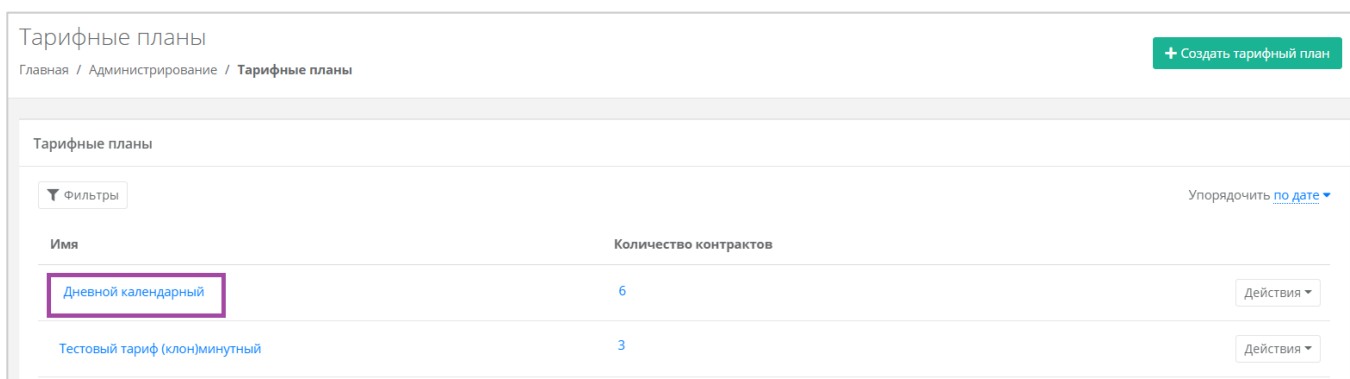 Тарифные планы
+ Создать тарифный план
Главная / Администрирование / Тарифные планы
Тарифные планы
Фильтры
Упорядочить по дате
Имя Количество контрактов
Дневной календарный 6 Действия
Тестовый тариф (клон)минутный 3 Действия